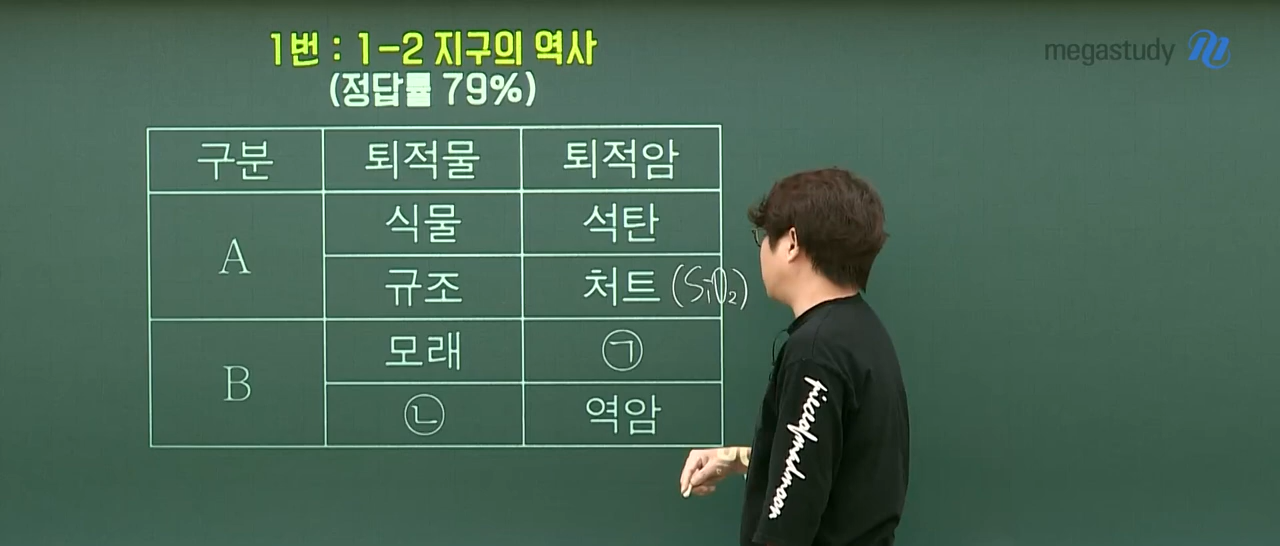 1번 : 1-2 지구의 역사
(정답률 79%)
megastudy
구분 퇴적물 퇴적암
A 식물 석탄
규조 처트 (SiO₂)
B 모래 ㉠
㉡ 역암